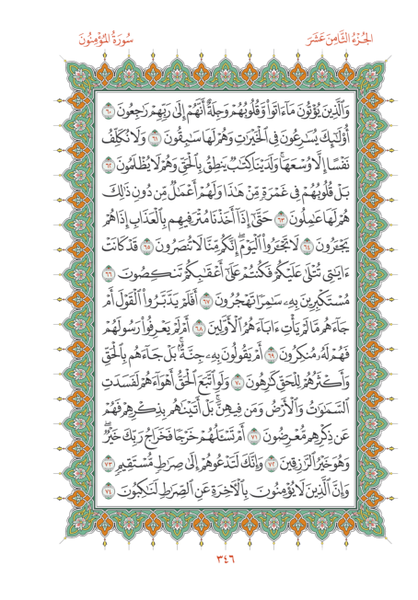 الجُزْءُ الثَّامِنَ عَشَرَ
سُورَةُ المُؤْمِنُونَ
وَالَّذِينَ يُؤْتُونَ مَا ءَاتَوا۟ وَّقُلُوبُهُمْ وَجِلَةٌ أَنَّهُمْ إِلَىٰ رَبِّهِمْ رَٰجِعُونَ ٦٠
أُو۟لَٰٓئِكَ يُسَٰرِعُونَ فِى ٱلْخَيْرَٰتِ وَهُمْ لَهَا سَٰبِقُونَ ٦١ وَلَا نُكَلِّفُ
نَفْسًا إِلَّا وُسْعَهَا ۖ وَلَدَيْنَا كِتَٰبٌ يَنطِقُ بِٱلْحَقِّ وَهُمْ لَا يُظْلَمُونَ ٦٢
بَلْ قُلُوبُهُمْ فِى غَمْرَةٍ مِّنْ هَٰذَا وَلَهُمْ أَعْمَٰلٌ مِّن دُونِ ذَٰلِكَ
هُمْ لَهَا عَٰمِلُونَ ٦٣ حَتَّىٰٓ إِذَآ أَخَذْنَا مُتْرَفِيهِم بِٱلْعَذَابِ إِذَا هُمْ
يَجْـَٔرُونَ ٦٤ لَا تَجْـَٔرُوا۟ ٱلْيَوْمَ ۖ إِنَّكُم مِّنَّا لَا تُنصَرُونَ ٦٥ قَدْ كَانَتْ
ءَايَٰتِى تُتْلَىٰ عَلَيْكُمْ فَكُنتُمْ عَلَىٰٓ أَعْقَٰبِكُمْ تَنكِصُونَ ٦٦
مُسْتَكْبِرِينَ بِهِۦ سَٰمِرًا تَهْجُرُونَ ٦٧ أَفَلَمْ يَدَّبَّرُوا۟ ٱلْقَوْلَ أَمْ
جَآءَهُم مَّا لَمْ يَأْتِ ءَابَآءَهُمُ ٱلْأَوَّلِينَ ٦٨ أَمْ لَمْ يَعْرِفُوا۟ رَسُولَهُمْ
فَهُمْ لَهُۥ مُنكِرُونَ ٦٩ أَمْ يَقُولُونَ بِهِۦ جِنَّةٌۢ ۚ بَلْ جَآءَهُم بِٱلْحَقِّ
وَأَكْثَرُهُمْ لِلْحَقِّ كَٰرِهُونَ ٧٠ وَلَوِ ٱتَّبَعَ ٱلْحَقُّ أَهْوَآءَهُمْ لَفَسَدَتِ
ٱلسَّمَٰوَٰتُ وَٱلْأَرْضُ وَمَن فِيهِنَّ ۚ بَلْ أَتَيْنَٰهُم بِذِكْرِهِمْ فَهُمْ
عَن ذِكْرِهِم مُّعْرِضُونَ ٧١ أَمْ تَسْـَٔلُهُمْ خَرْجًا فَخَرَاجُ رَبِّكَ خَيْرٌ ۖ
وَهُوَ خَيْرُ ٱلرَّٰزِقِينَ ٧٢ وَإِنَّكَ لَتَدْعُوهُمْ إِلَىٰ صِرَٰطٍ مُّسْتَقِيمٍ ٧٣
وَإِنَّ ٱلَّذِينَ لَا يُؤْمِنُونَ بِٱلْءَاخِرَةِ عَنِ ٱلصِّرَٰطِ لَنَٰكِبُونَ ٧٤
٣٤٦